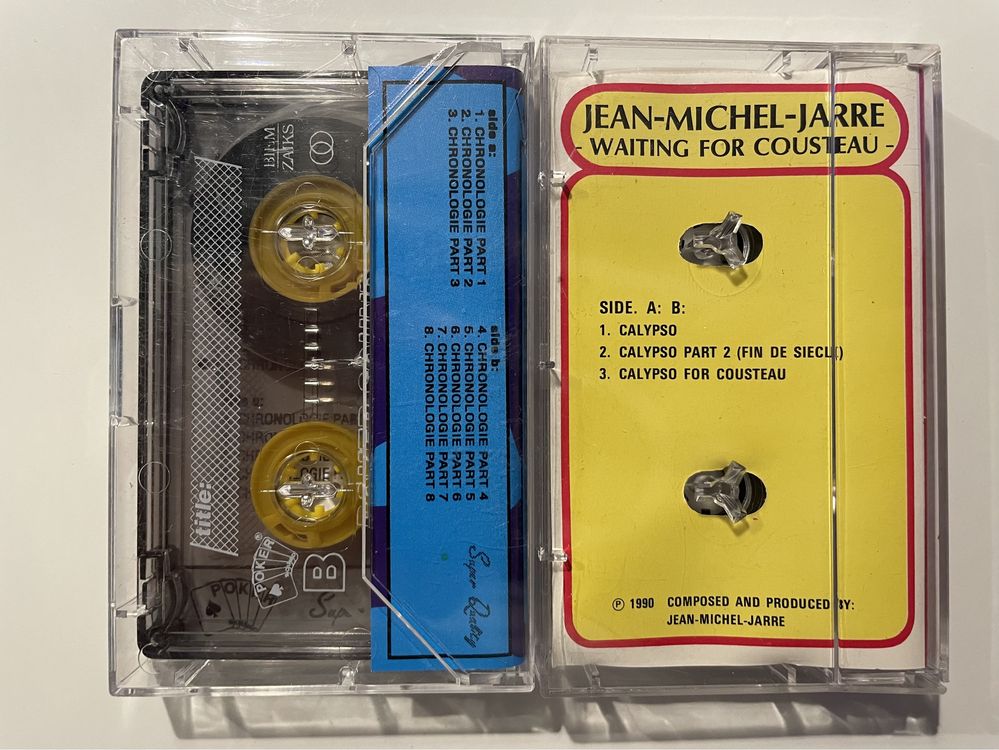 BIEM
ZAIKS
title:
POKER
B
side a:
1. CHRONOLOGIE PART 1
2. CHRONOLOGIE PART 2
3. CHRONOLOGIE PART 3
side b:
4. CHRONOLOGIE PART 4
5. CHRONOLOGIE PART 5
6. CHRONOLOGIE PART 6
7. CHRONOLOGIE PART 7
8. CHRONOLOGIE PART 8
Super Quality
JEAN-MICHEL-JARRE
- WAITING FOR COUSTEAU -
SIDE. A: B:
1. CALYPSO
2. CALYPSO PART 2 (FIN DE SIECLE)
3. CALYPSO FOR COUSTEAU
℗ 1990 COMPOSED AND PRODUCED BY:
JEAN-MICHEL-JARRE